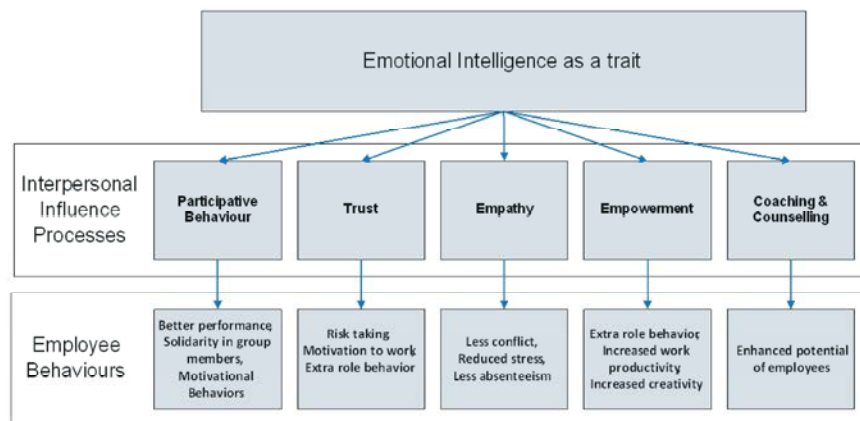 Emotional Intelligence as a trait
Interpersonal
Influence
Processes
Participative
Behaviour
Trust
Empathy
Empowerment
Coaching &
Counselling
Employee
Behaviours
Better performance,
Solidarity in group
members,
Motivational
Behaviors
Risk taking,
Motivation to work,
Extra role behavior
Less conflict,
Reduced stress,
Less absenteeism
Extra role behavior,
Increased work
productivity,
Increased creativity
Enhanced potential
of employees